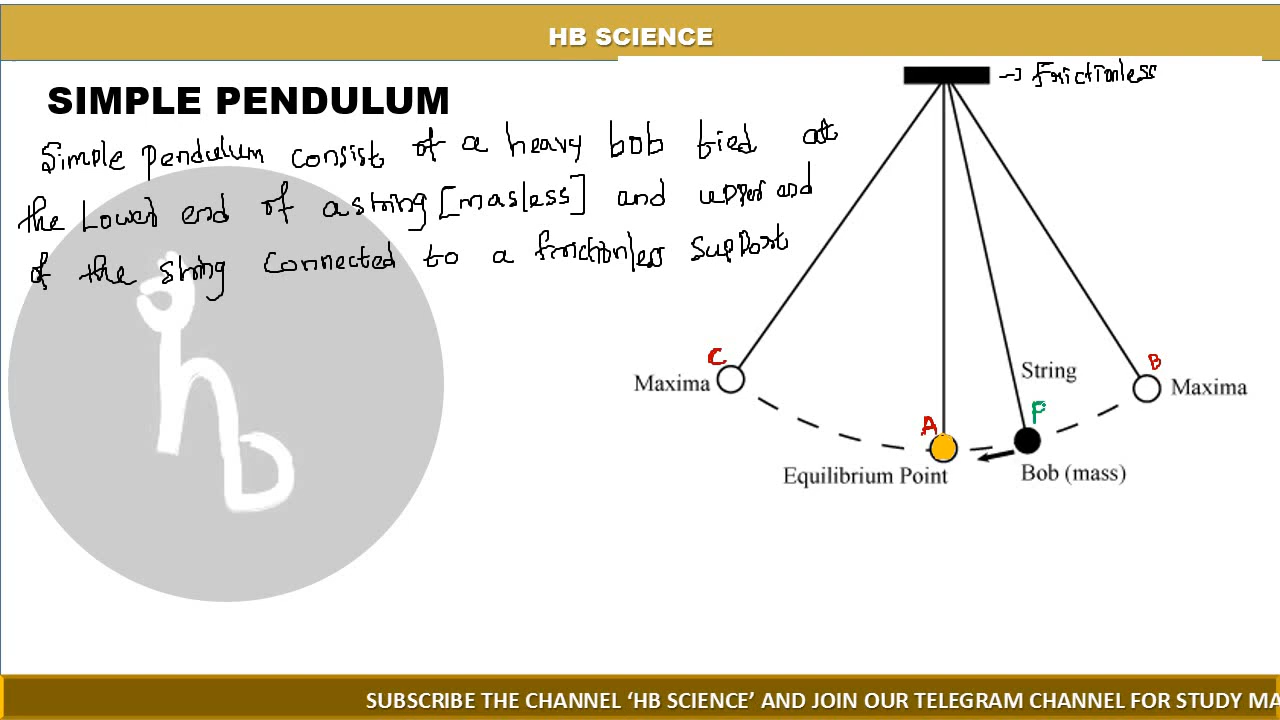 HB SCIENCE
SIMPLE PENDULUM
Simple pendulum consist of a heavy bob tied at
the Lower end of a string [masless] and upper end
of the string connected to a frictionless support
→ frictionless
C
Maxima
B
Maxima
String
P
A
Equilibrium Point
Bob (mass)
hb
SUBSCRIBE THE CHANNEL ‘HB SCIENCE’ AND JOIN OUR TELEGRAM CHANNEL FOR STUDY MA